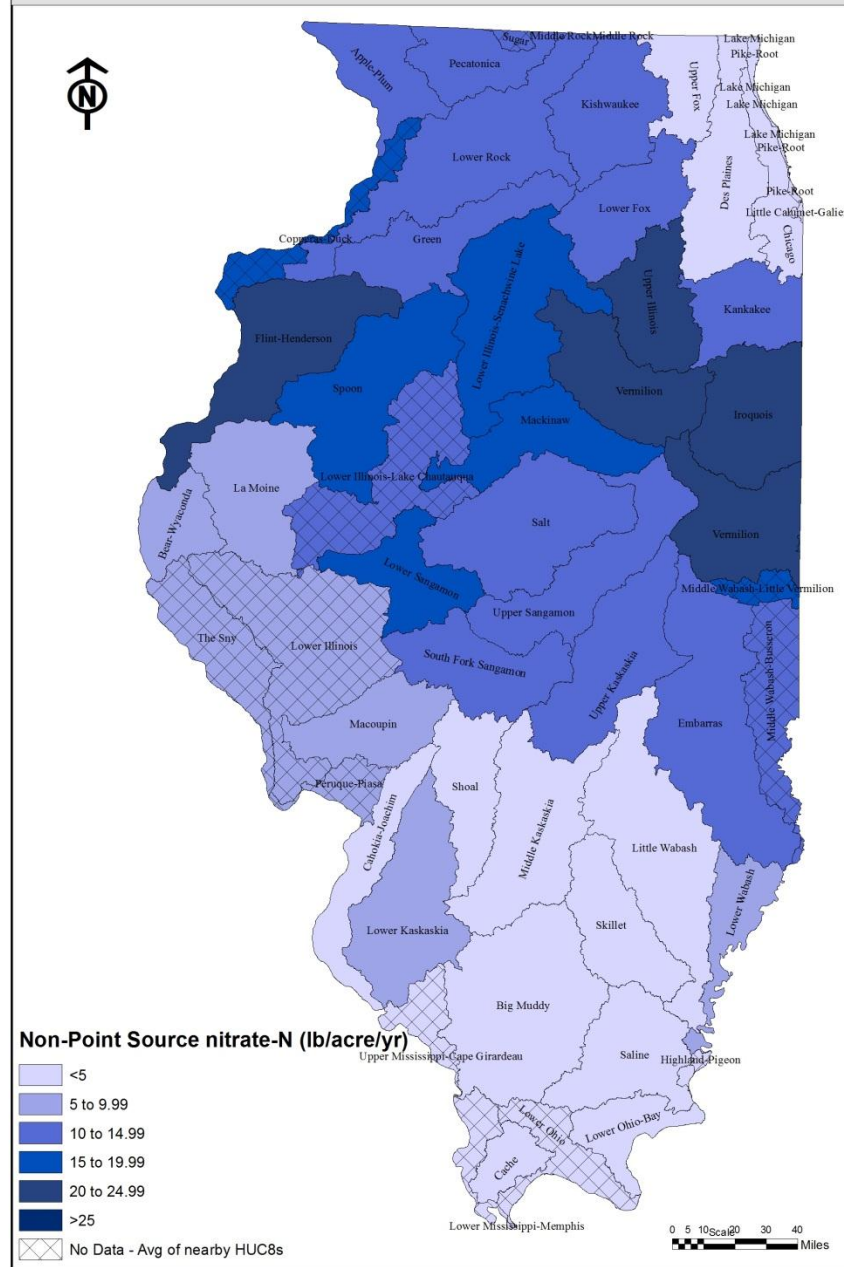 N
Apple-Plum
Pecatonica
Sugar
Middle Rock
Middle Rock
Kishwaukee
Upper Fox
Lake Michigan
Pike-Root
Lake Michigan
Lake Michigan
Lake Michigan
Pike-Root
Des Plaines
Pike-Root
Little Calumet-Galien
Chicago
Lower Rock
Lower Fox
Copperas-Duck
Green
Lower Illinois-Senachwine Lake
Upper Illinois
Kankakee
Flint-Henderson
Spoon
Vermilion
Iroquois
Mackinaw
La Moine
Lower Illinois-Lake Chautauqua
Bear-Wyaconda
Salt
Vermilion
Lower Sangamon
Middle Wabash-Little Vermilion
Upper Sangamon
The Sny
Lower Illinois
South Fork Sangamon
Upper Kaskaskia
Middle Wabash-Busseron
Embarras
Macoupin
Peruque-Piasa
Cahokia-Joachim
Shoal
Middle Kaskaskia
Little Wabash
Lower Wabash
Skillet
Lower Kaskaskia
Big Muddy
Saline
Upper Mississippi-Cape Girardeau
Highland-Pigeon
Lower Ohio
Lower Ohio-Bay
Cache
Lower Mississippi-Memphis
Non-Point Source nitrate-N (lb/acre/yr)
<5
5 to 9.99
10 to 14.99
15 to 19.99
20 to 24.99
>25
No Data - Avg of nearby HUC8s
Scale
0 5 10 20 30 40
Miles